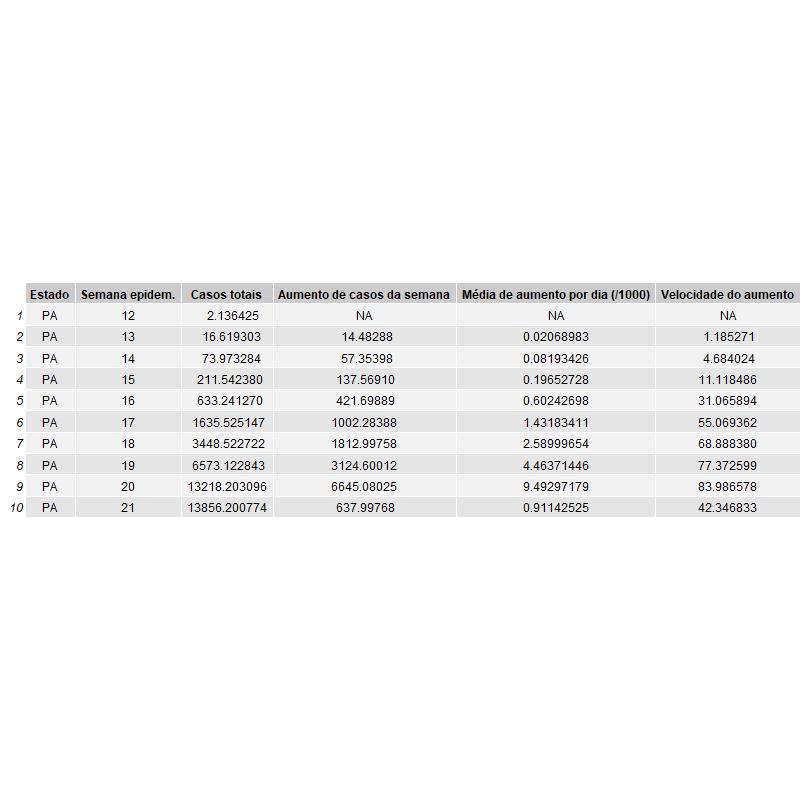 Estado Semana epidem. Casos totais Aumento de casos da semana Média de aumento por dia (/1000) Velocidade do aumento
1 PA 12 2.136425 NA NA NA
2 PA 13 16.619303 14.48288 0.02068983 1.185271
3 PA 14 73.973284 57.35398 0.08193426 4.684024
4 PA 15 211.542380 137.56910 0.19652728 11.118486
5 PA 16 633.241270 421.69889 0.60242698 31.065894
6 PA 17 1635.525147 1002.28388 1.43183411 55.069362
7 PA 18 3448.522722 1812.99758 2.58999654 68.888380
8 PA 19 6573.122843 3124.60012 4.46371446 77.372599
9 PA 20 13218.203096 6645.08025 9.49297179 83.986578
10 PA 21 13856.200774 637.99768 0.91142525 42.346833